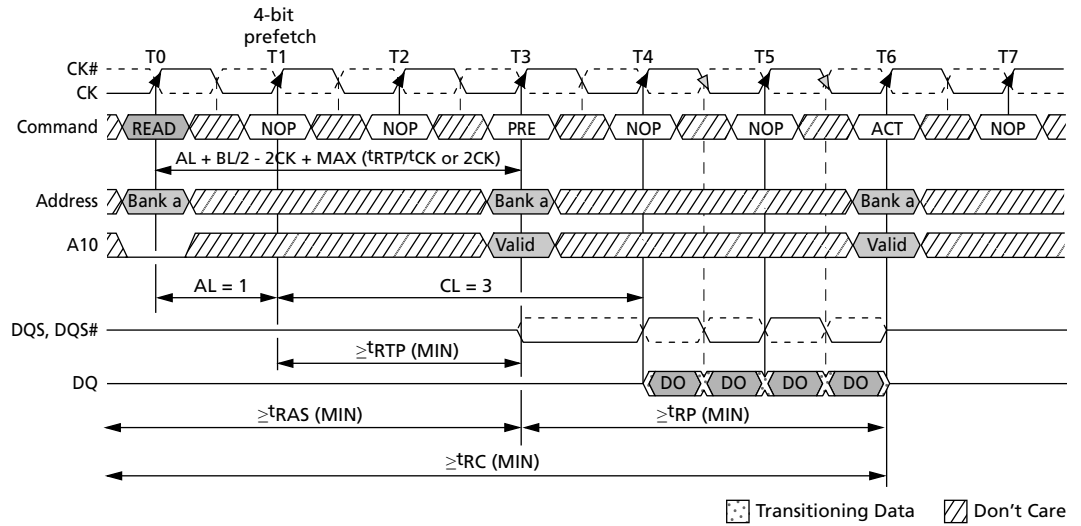 4-bit
prefetch
T0 T1 T2 T3 T4 T5 T6 T7
CK#
CK
Command READ NOP NOP PRE NOP NOP ACT NOP
AL + BL/2 - 2CK + MAX (tRTP/tCK or 2CK)
Address Bank a Bank a Bank a
A10 Valid Valid
AL = 1 CL = 3
DQS, DQS#
≥tRTP (MIN)
DQ DO DO DO DO
≥tRAS (MIN) ≥tRP (MIN)
≥tRC (MIN)
Transitioning Data Don't Care